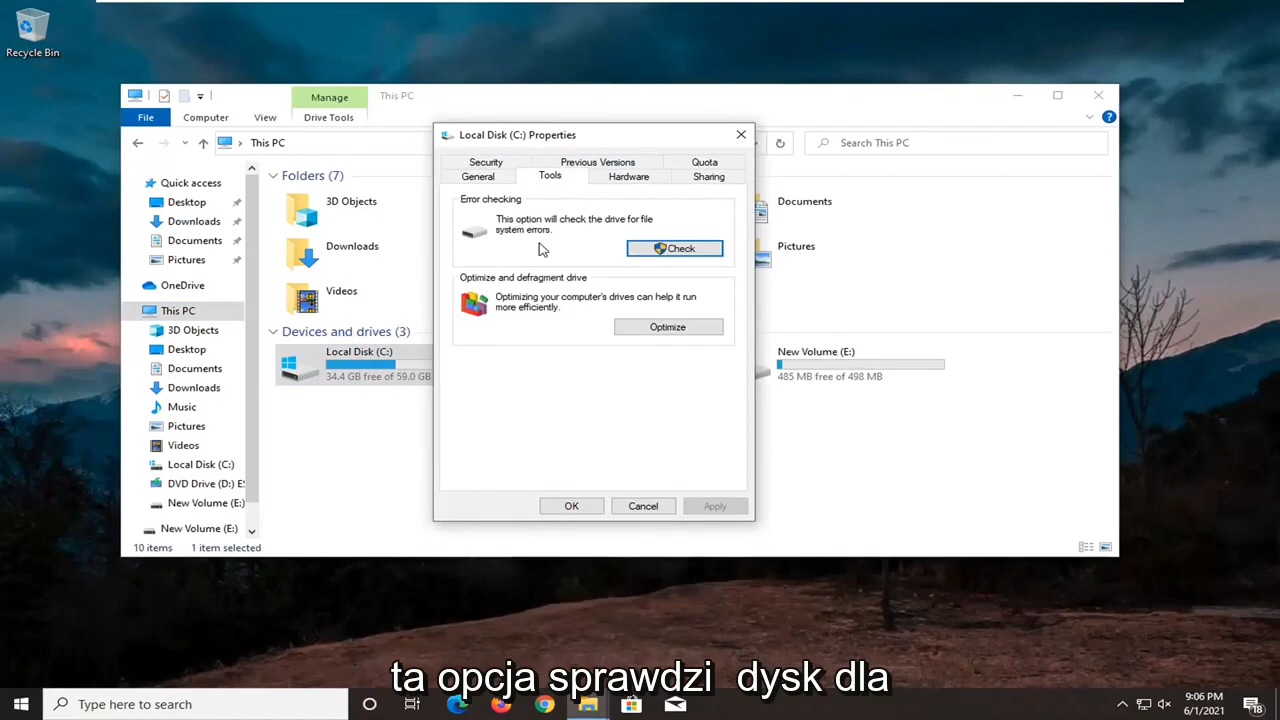 Recycle Bin
Manage
This PC
File
Computer
View
Drive Tools
This PC
Search This PC
Quick access
Desktop
Downloads
Documents
Pictures
OneDrive
This PC
3D Objects
Desktop
Documents
Downloads
Music
Pictures
Videos
Local Disk (C:)
DVD Drive (D:) ES
New Volume (E:)
New Volume (E:)
10 items
1 item selected
Folders (7)
3D Objects
Downloads
Videos
Documents
Pictures
Devices and drives (3)
Local Disk (C:)
34.4 GB free of 59.0 GB
New Volume (E:)
485 MB free of 498 MB
Local Disk (C:) Properties
Security
Previous Versions
Quota
General
Tools
Hardware
Sharing
Error checking
This option will check the drive for file
system errors.
Check
Optimize and defragment drive
Optimizing your computer's drives can help it run
more efficiently.
Optimize
OK
Cancel
Apply
ta opcja sprawdzi dysk dla
Type here to search
9:06 PM
6/1/2021
18